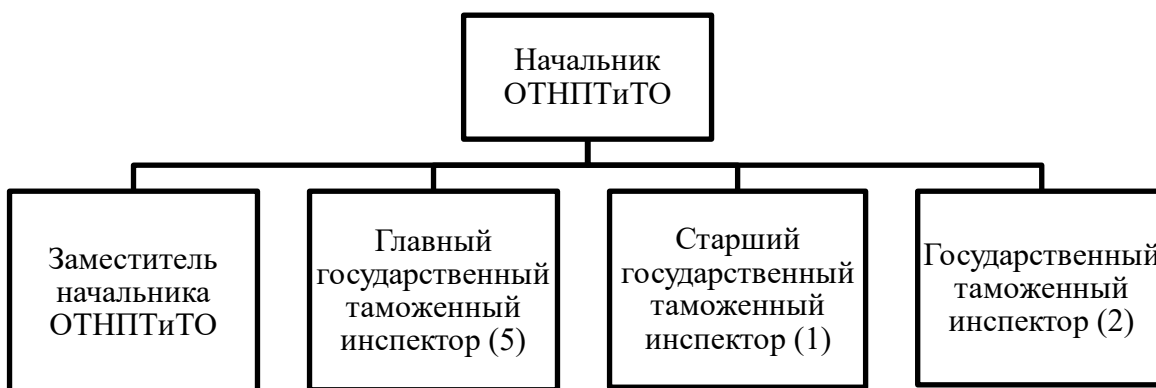 Начальник
ОТНПТиТО
Заместитель
начальника
ОТНПТиТО
Главный
государственный
таможенный
инспектор (5)
Старший
государственный
таможенный
инспектор (1)
Государственный
таможенный
инспектор (2)